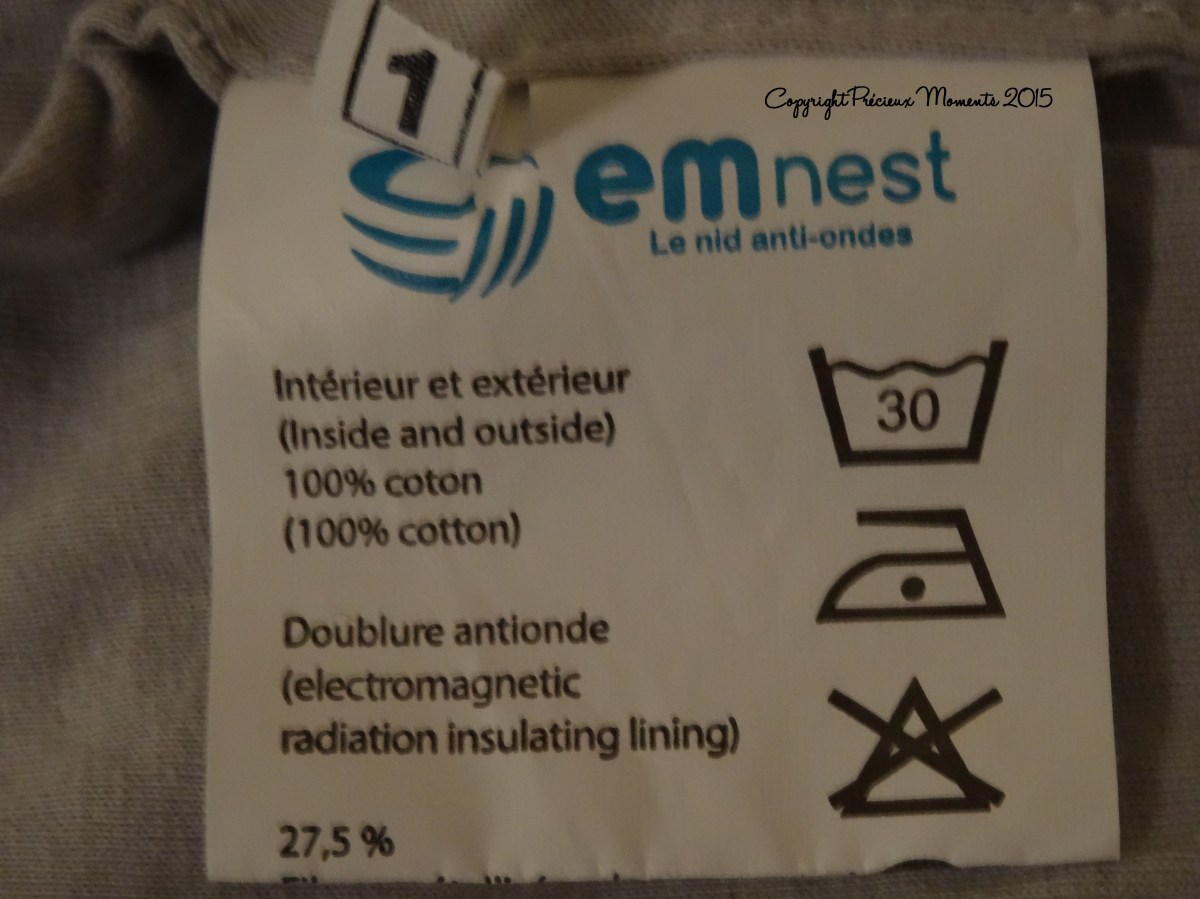 1
Copyright Précieux Moments 2015
emnest
Le nid anti-ondes
Intérieur et extérieur
(Inside and outside)
100% coton
(100% cotton)
30
Doublure antionde
(electromagnetic
radiation insulating lining)
27,5 %